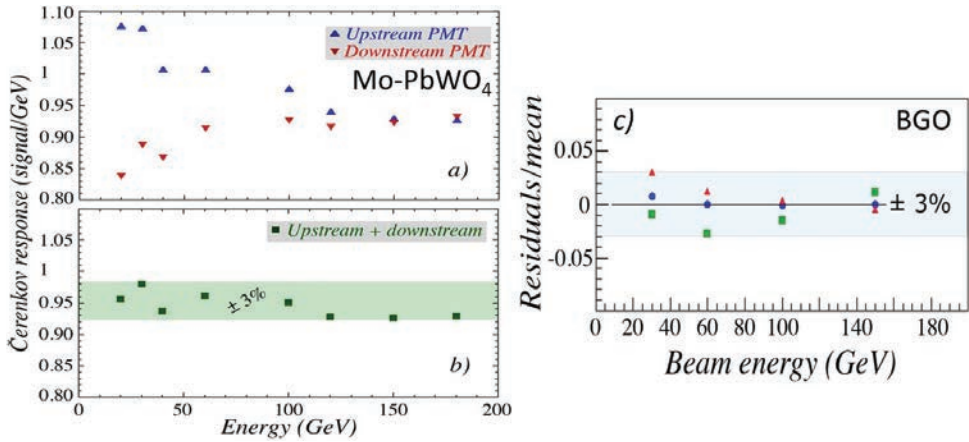 1.10
1.05
1
0.95
0.90
0.85
0.80
Upstream PMT
Downstream PMT
Mo-PbWO₄
a)
Čerenkov response (signal/GeV)
1.05
1
0.95
0.90
0.85
0.80
Upstream + downstream
± 3%
b)
0 50 100 150 200
Energy (GeV)
c)
BGO
Residuals/mean
0.05
0
-0.05
± 3%
0 20 40 60 80 100 140 180
Beam energy (GeV)